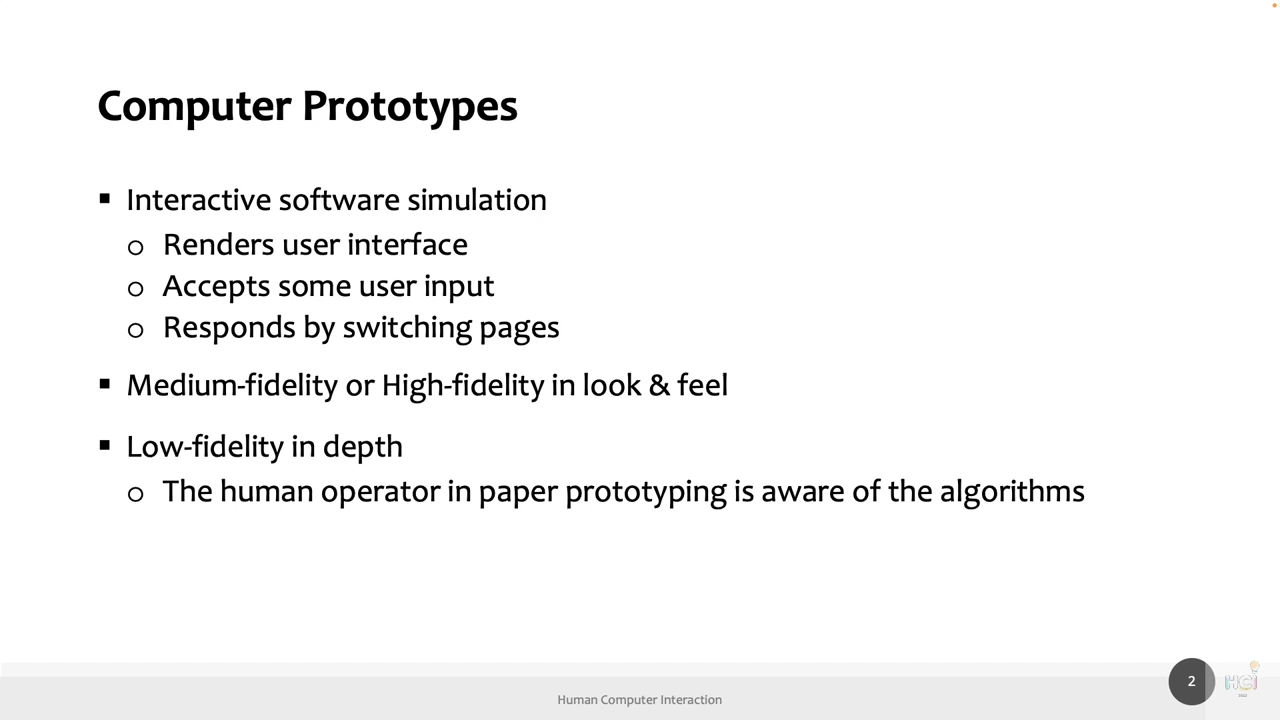 Computer Prototypes
▪ Interactive software simulation
o Renders user interface
o Accepts some user input
o Responds by switching pages
▪ Medium-fidelity or High-fidelity in look & feel
▪ Low-fidelity in depth
o The human operator in paper prototyping is aware of the algorithms
Human Computer Interaction
2
HCI